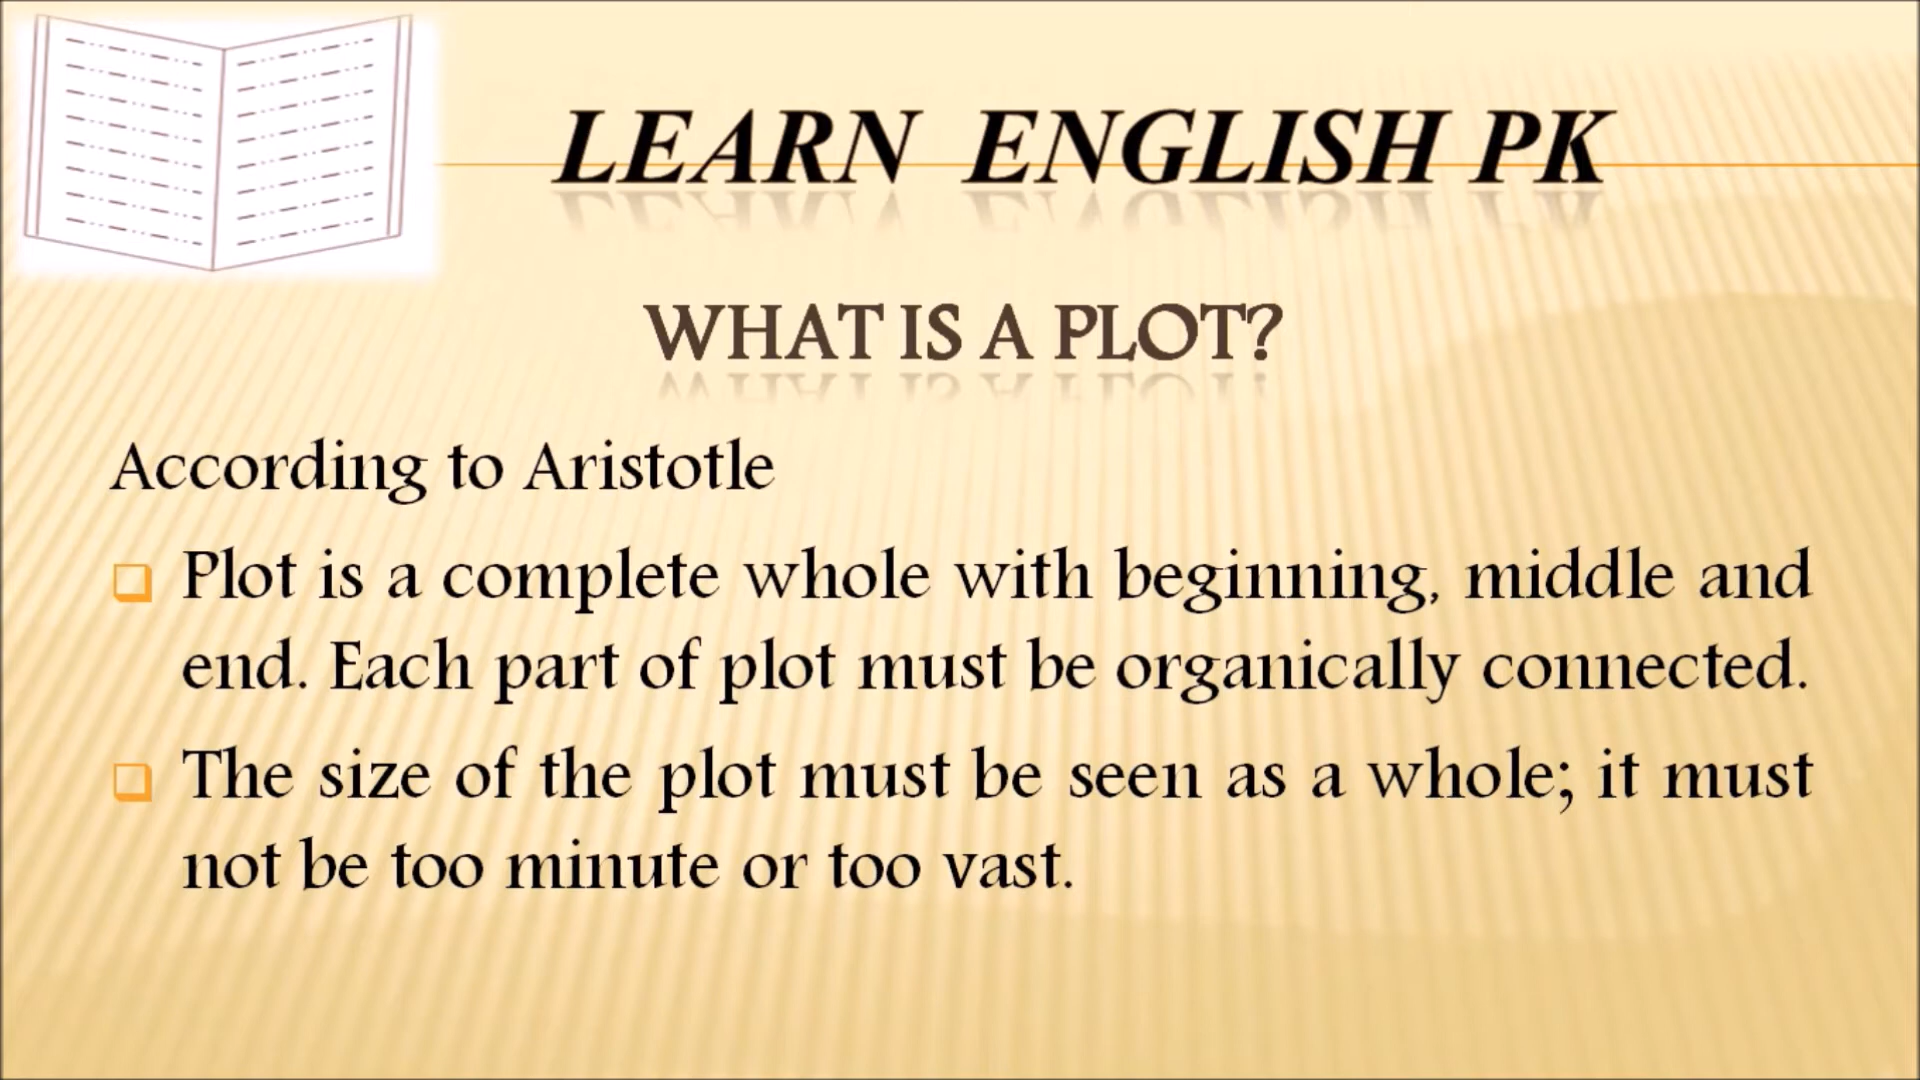 LEARN ENGLISH PK
WHAT IS A PLOT?
According to Aristotle
Plot is a complete whole with beginning, middle and
end. Each part of plot must be organically connected.
The size of the plot must be seen as a whole; it must
not be too minute or too vast.